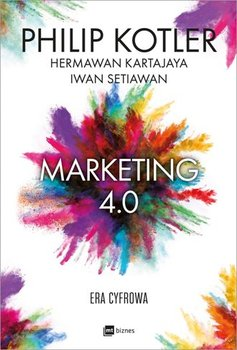 PHILIP KOTLER
HERMAWAN KARTAJAYA
IWAN SETIAWAN
MARKETING
4.0
ERA CYFROWA
mt biznes